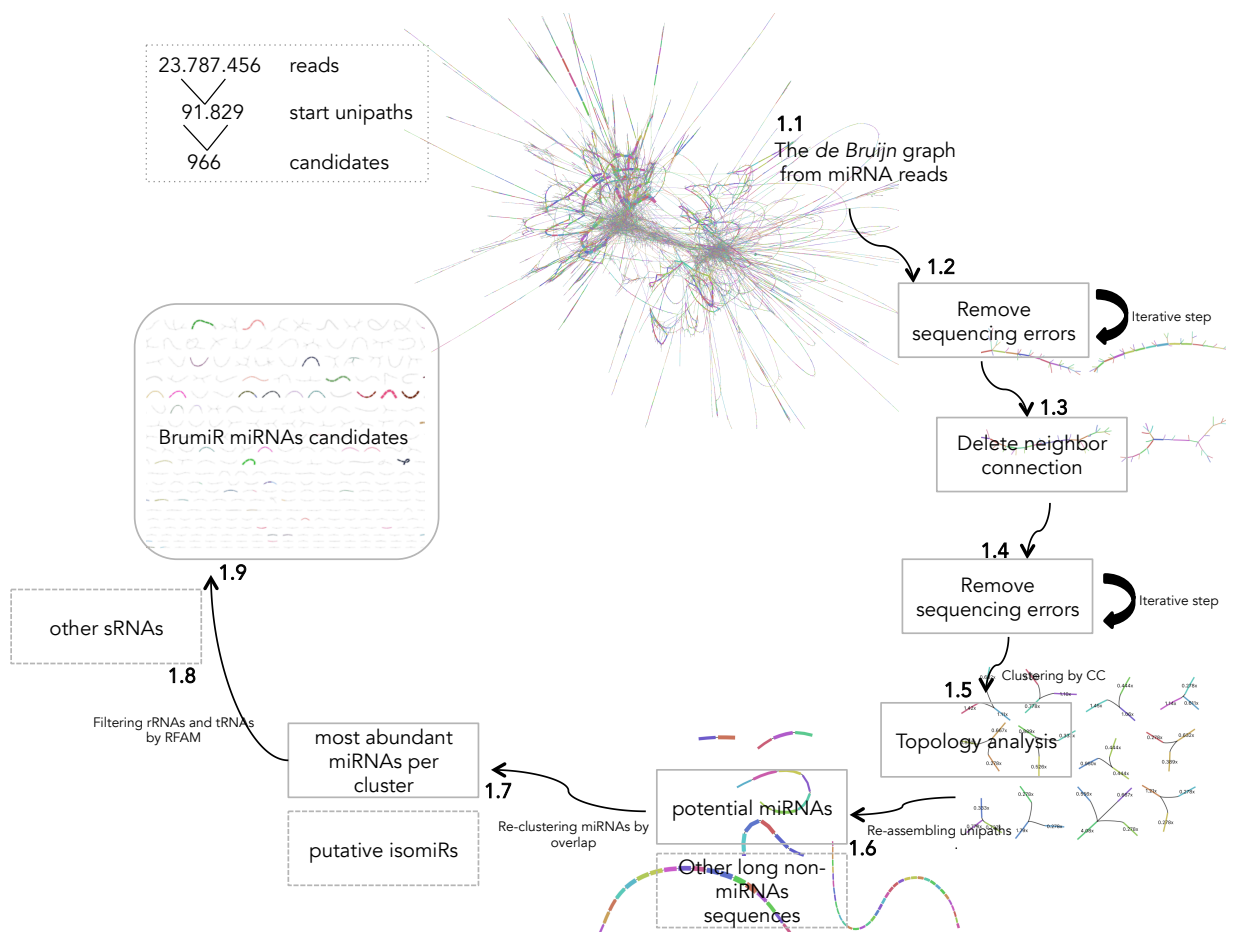 23.787.456 reads
91.829 start unipaths
966 candidates
1.1
The de Bruijn graph
from miRNA reads
1.2
Remove
sequencing errors
Iterative step
1.3
Delete neighbor
connection
1.4
Remove
sequencing errors
Iterative step
Clustering by CC
1.5
Topology analysis
Re-assembling unipaths
1.6
potential miRNAs
Other long non-
miRNAs
sequences
Re-clustering miRNAs by
overlap
1.7
most abundant
miRNAs per
cluster
putative isomiRs
Filtering rRNAs and tRNAs
by RFAM
1.8
other sRNAs
1.9
BrumiR miRNAs candidates